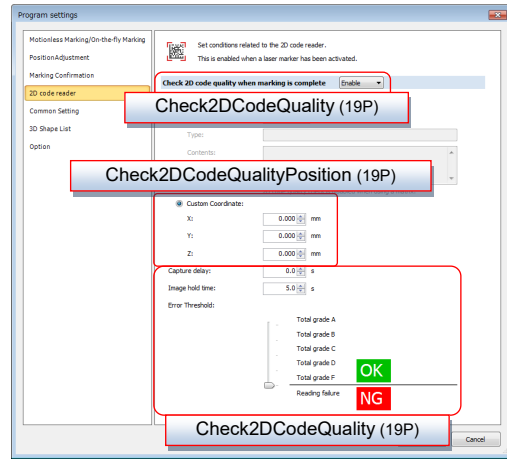 Program settings
Motionless Marking/On-the-fly Marking
PositionAdjustment
Marking Confirmation
2D code reader
Common Setting
3D Shape List
Option
Set conditions related to the 2D code reader.
This is enabled when a laser marker has been activated.
Check 2D code quality when marking is complete Enable
Check2DCodeQuality (19P)
Type:
Contents:
Check2DCodeQualityPosition (19P)
Custom Coordinate:
X: 0.000 mm
Y: 0.000 mm
Z: 0.000 mm
Capture delay: 0.0 s
Image hold time: 5.0 s
Error Threshold:
Total grade A
Total grade B
Total grade C
Total grade D
Total grade F
OK
Reading failure
NG
Check2DCodeQuality (19P)
Cancel